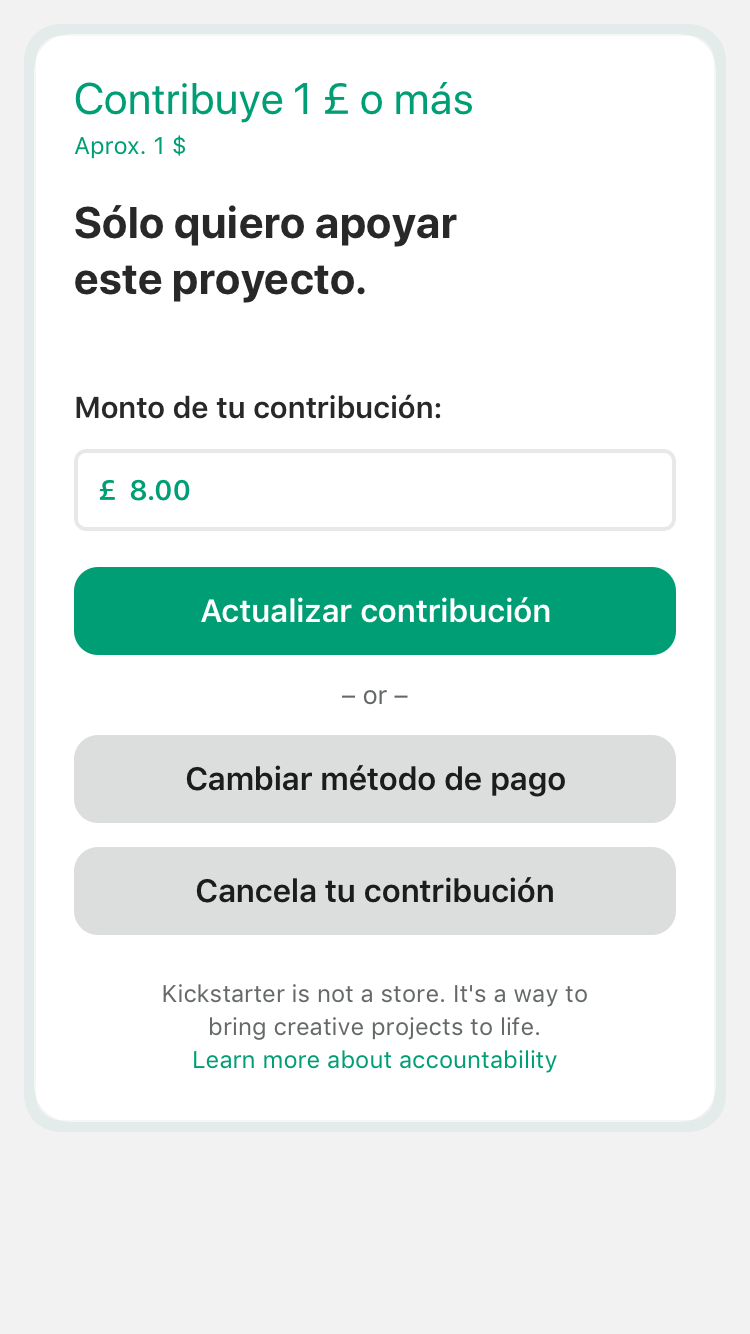 Contribuye 1 £ o más
Aprox. 1 $
Sólo quiero apoyar
este proyecto.
Monto de tu contribución:
£ 8.00
Actualizar contribución
– or –
Cambiar método de pago
Cancela tu contribución
Kickstarter is not a store. It's a way to
bring creative projects to life.
Learn more about accountability